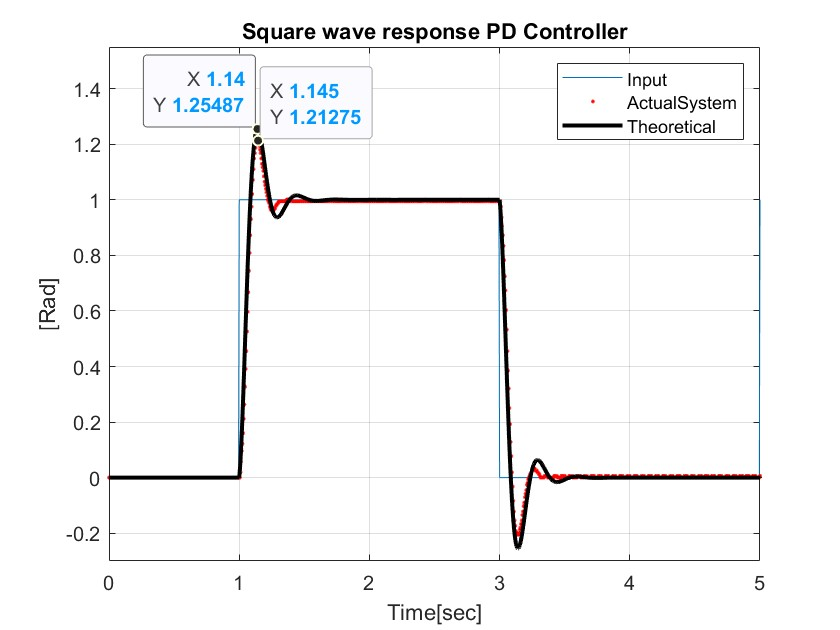 Square wave response PD Controller
X 1.14
Y 1.25487
X 1.145
Y 1.21275
Input
ActualSystem
Theoretical
1.4
1.2
1
0.8
0.6
0.4
0.2
0
-0.2
[Rad]
0 1 2 3 4 5
Time[sec]